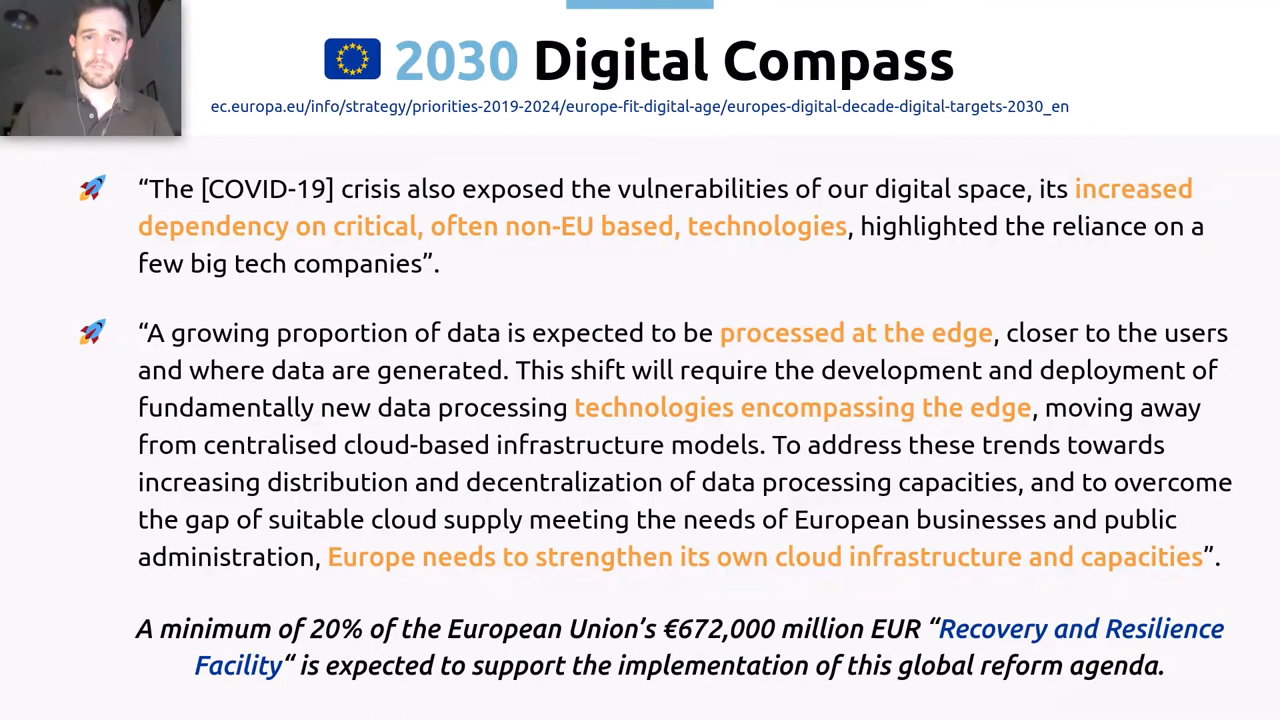 2030 Digital Compass
ec.europa.eu/info/strategy/priorities-2019-2024/europe-fit-digital-age/europes-digital-decade-digital-targets-2030_en
“The [COVID-19] crisis also exposed the vulnerabilities of our digital space, its increased
dependency on critical, often non-EU based, technologies, highlighted the reliance on a
few big tech companies”.
“A growing proportion of data is expected to be processed at the edge, closer to the users
and where data are generated. This shift will require the development and deployment of
fundamentally new data processing technologies encompassing the edge, moving away
from centralised cloud-based infrastructure models. To address these trends towards
increasing distribution and decentralization of data processing capacities, and to overcome
the gap of suitable cloud supply meeting the needs of European businesses and public
administration, Europe needs to strengthen its own cloud infrastructure and capacities”.
A minimum of 20% of the European Union’s €672,000 million EUR “Recovery and Resilience
Facility“ is expected to support the implementation of this global reform agenda.